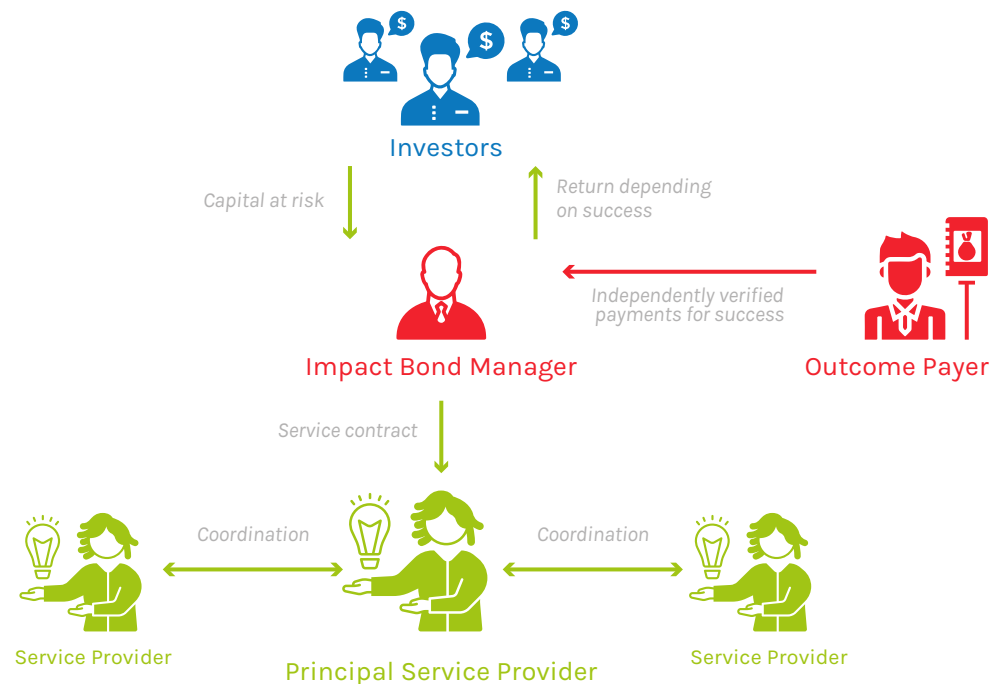 $
$
$
Investors
Capital at risk
Return depending
on success
Independently verified
payments for success
Impact Bond Manager
Outcome Payer
Service contract
Coordination
Coordination
Service Provider
Principal Service Provider
Service Provider